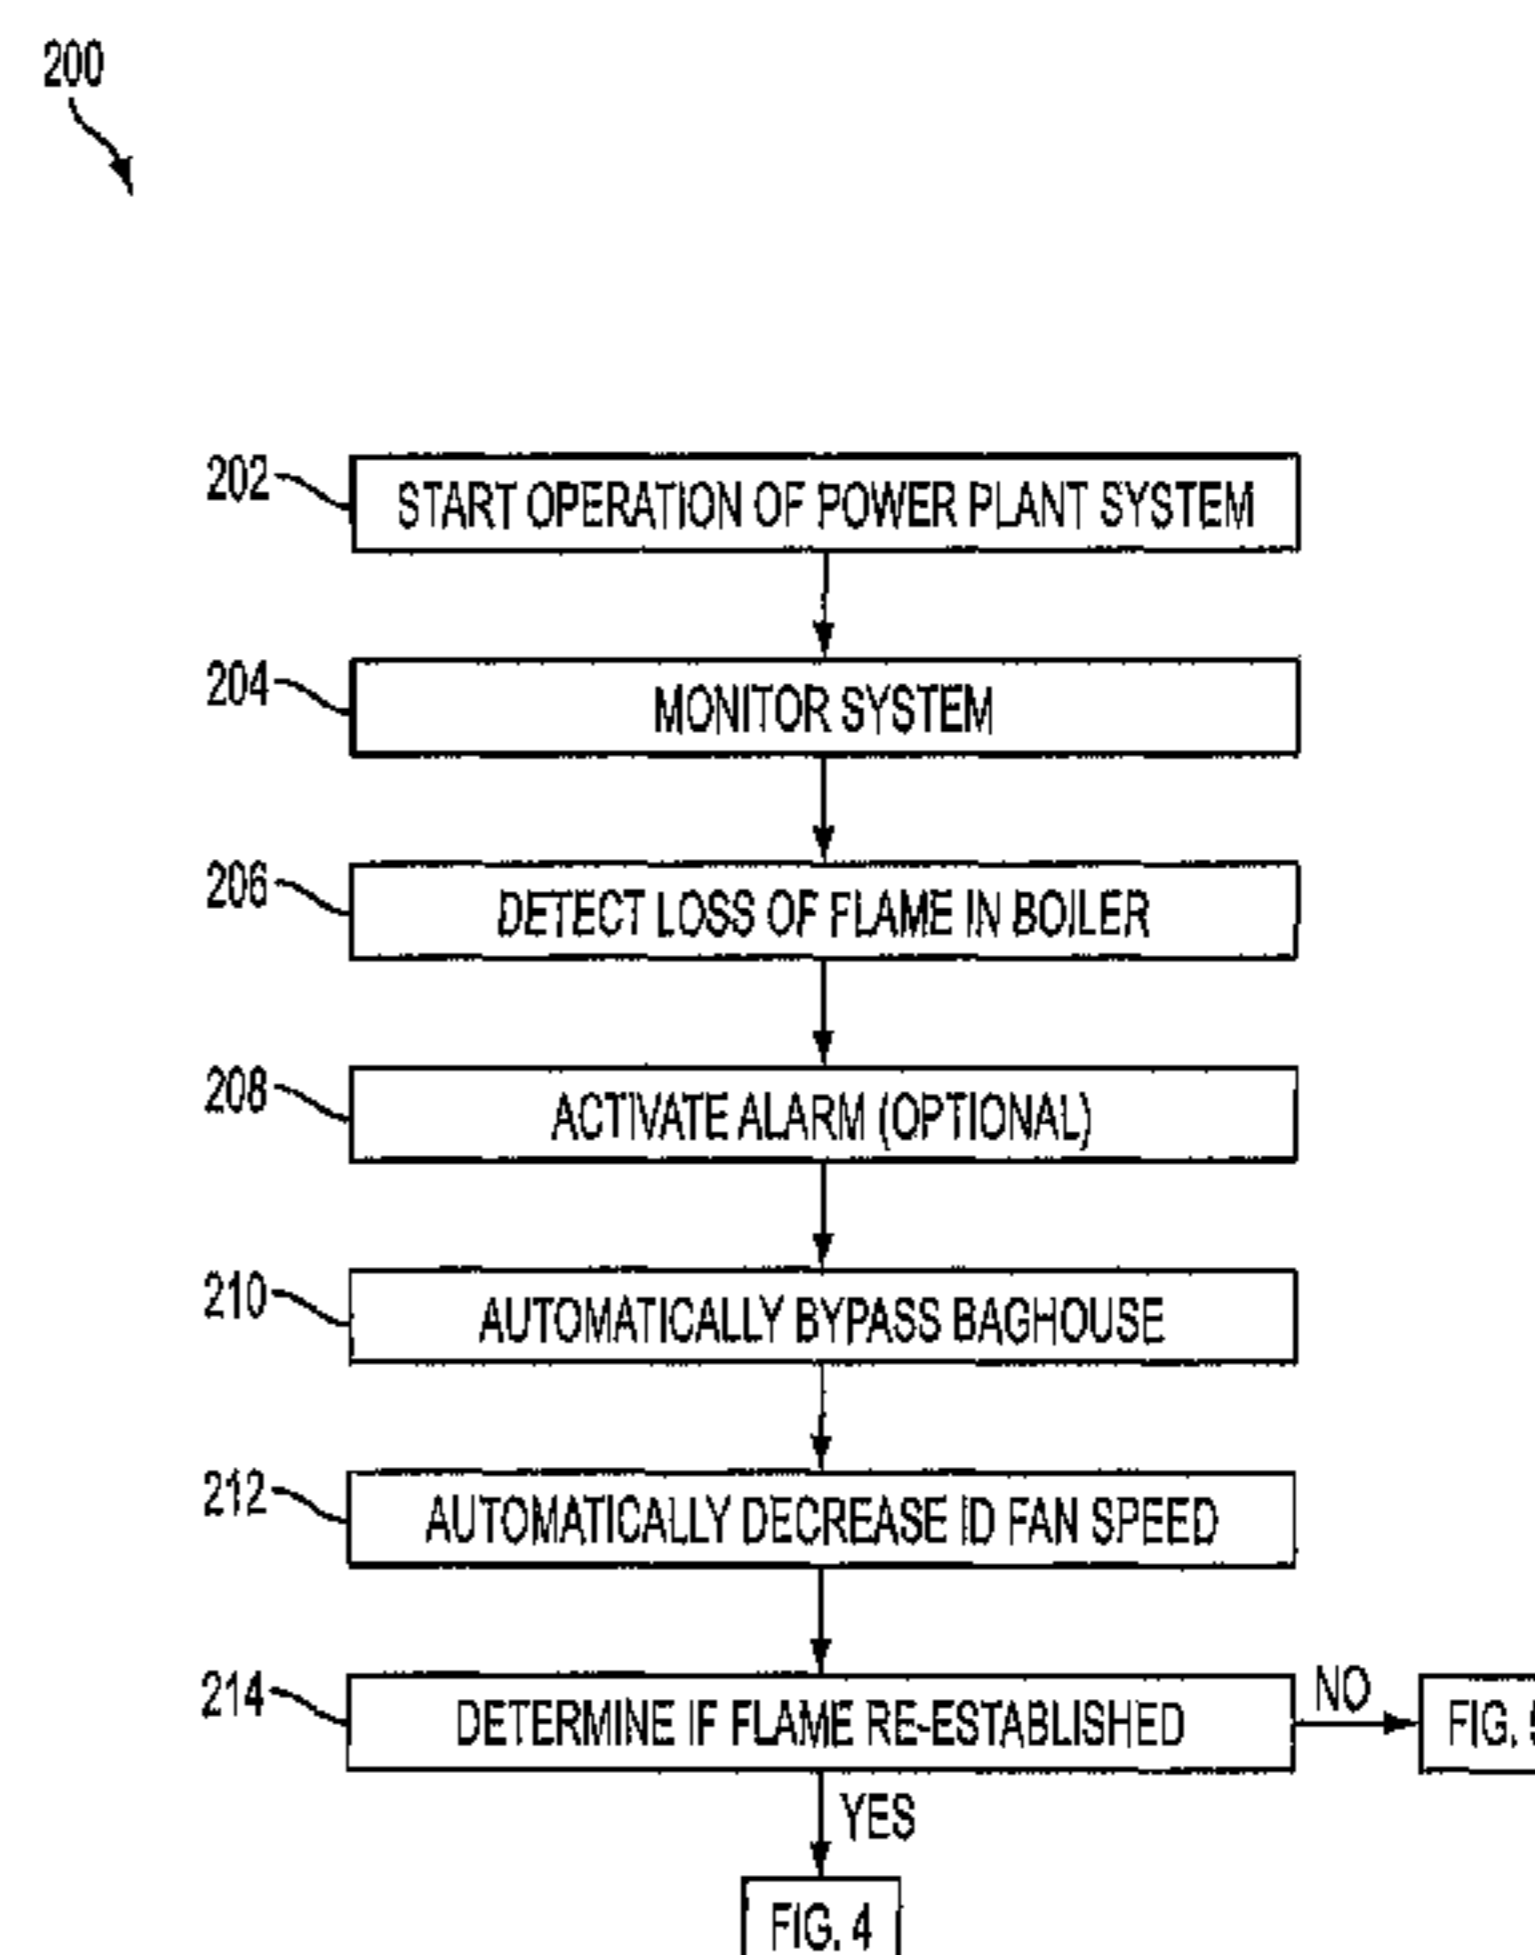 200
202
START OPERATION OF POWER PLANT SYSTEM
204
MONITOR SYSTEM
206
DETECT LOSS OF FLAME IN BOILER
208
ACTIVATE ALARM (OPTIONAL)
210
AUTOMATICALLY BYPASS BAGHOUSE
212
AUTOMATICALLY DECREASE ID FAN SPEED
214
DETERMINE IF FLAME RE-ESTABLISHED
NO
FIG.
YES
FIG. 4